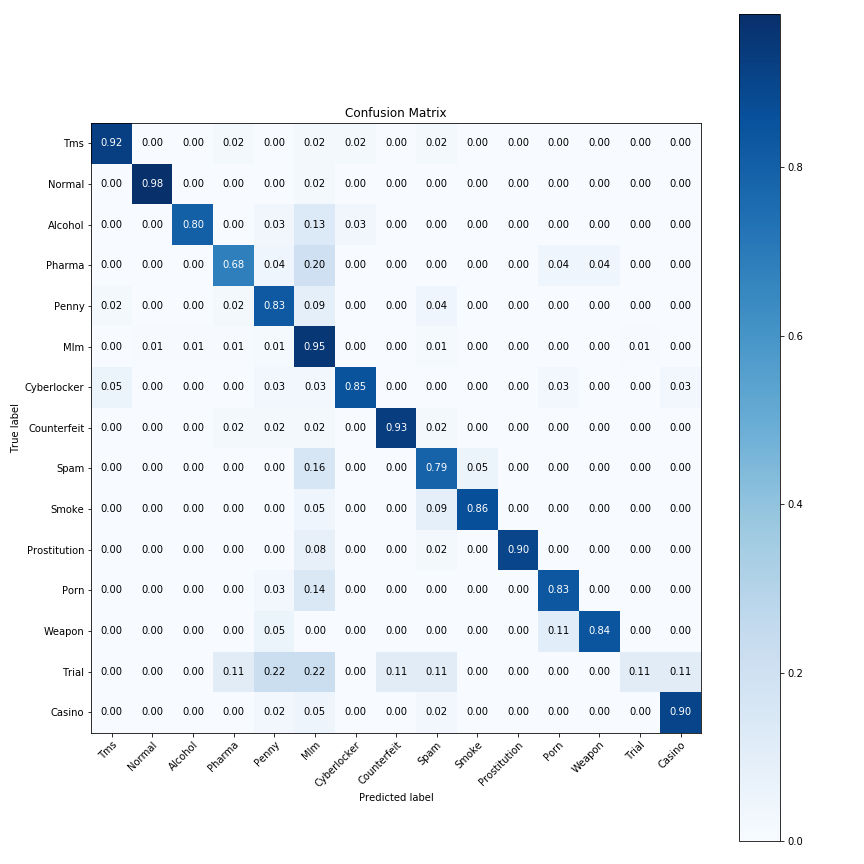 Confusion Matrix
Tms 0.92 0.00 0.00 0.02 0.00 0.02 0.02 0.00 0.02 0.00 0.00 0.00 0.00 0.00 0.00
Normal 0.00 0.98 0.00 0.00 0.00 0.02 0.00 0.00 0.00 0.00 0.00 0.00 0.00 0.00 0.00
Alcohol 0.00 0.00 0.80 0.00 0.03 0.13 0.03 0.00 0.00 0.00 0.00 0.00 0.00 0.00 0.00
Pharma 0.00 0.00 0.00 0.68 0.04 0.20 0.00 0.00 0.00 0.00 0.00 0.04 0.04 0.00 0.00
Penny 0.02 0.00 0.00 0.02 0.83 0.09 0.00 0.00 0.04 0.00 0.00 0.00 0.00 0.00 0.00
Mlm 0.00 0.01 0.01 0.01 0.01 0.95 0.00 0.00 0.01 0.00 0.00 0.00 0.00 0.01 0.00
Cyberlocker 0.05 0.00 0.00 0.00 0.03 0.03 0.85 0.00 0.00 0.00 0.00 0.03 0.00 0.00 0.03
Counterfeit 0.00 0.00 0.00 0.02 0.02 0.02 0.00 0.93 0.02 0.00 0.00 0.00 0.00 0.00 0.00
Spam 0.00 0.00 0.00 0.00 0.00 0.16 0.00 0.00 0.79 0.05 0.00 0.00 0.00 0.00 0.00
Smoke 0.00 0.00 0.00 0.00 0.00 0.05 0.00 0.00 0.09 0.86 0.00 0.00 0.00 0.00 0.00
Prostitution 0.00 0.00 0.00 0.00 0.00 0.08 0.00 0.00 0.02 0.00 0.90 0.00 0.00 0.00 0.00
Porn 0.00 0.00 0.00 0.00 0.03 0.14 0.00 0.00 0.00 0.00 0.00 0.83 0.00 0.00 0.00
Weapon 0.00 0.00 0.00 0.00 0.05 0.00 0.00 0.00 0.00 0.00 0.00 0.11 0.84 0.00 0.00
Trial 0.00 0.00 0.00 0.11 0.22 0.22 0.00 0.11 0.11 0.00 0.00 0.00 0.00 0.11 0.11
Casino 0.00 0.00 0.00 0.00 0.02 0.05 0.00 0.00 0.02 0.00 0.00 0.00 0.00 0.00 0.90
True label
Tms Normal Alcohol Pharma Penny Mlm Cyberlocker Counterfeit Spam Smoke Prostitution Porn Weapon Trial Casino
Predicted label
0.8
0.6
0.4
0.2
0.0